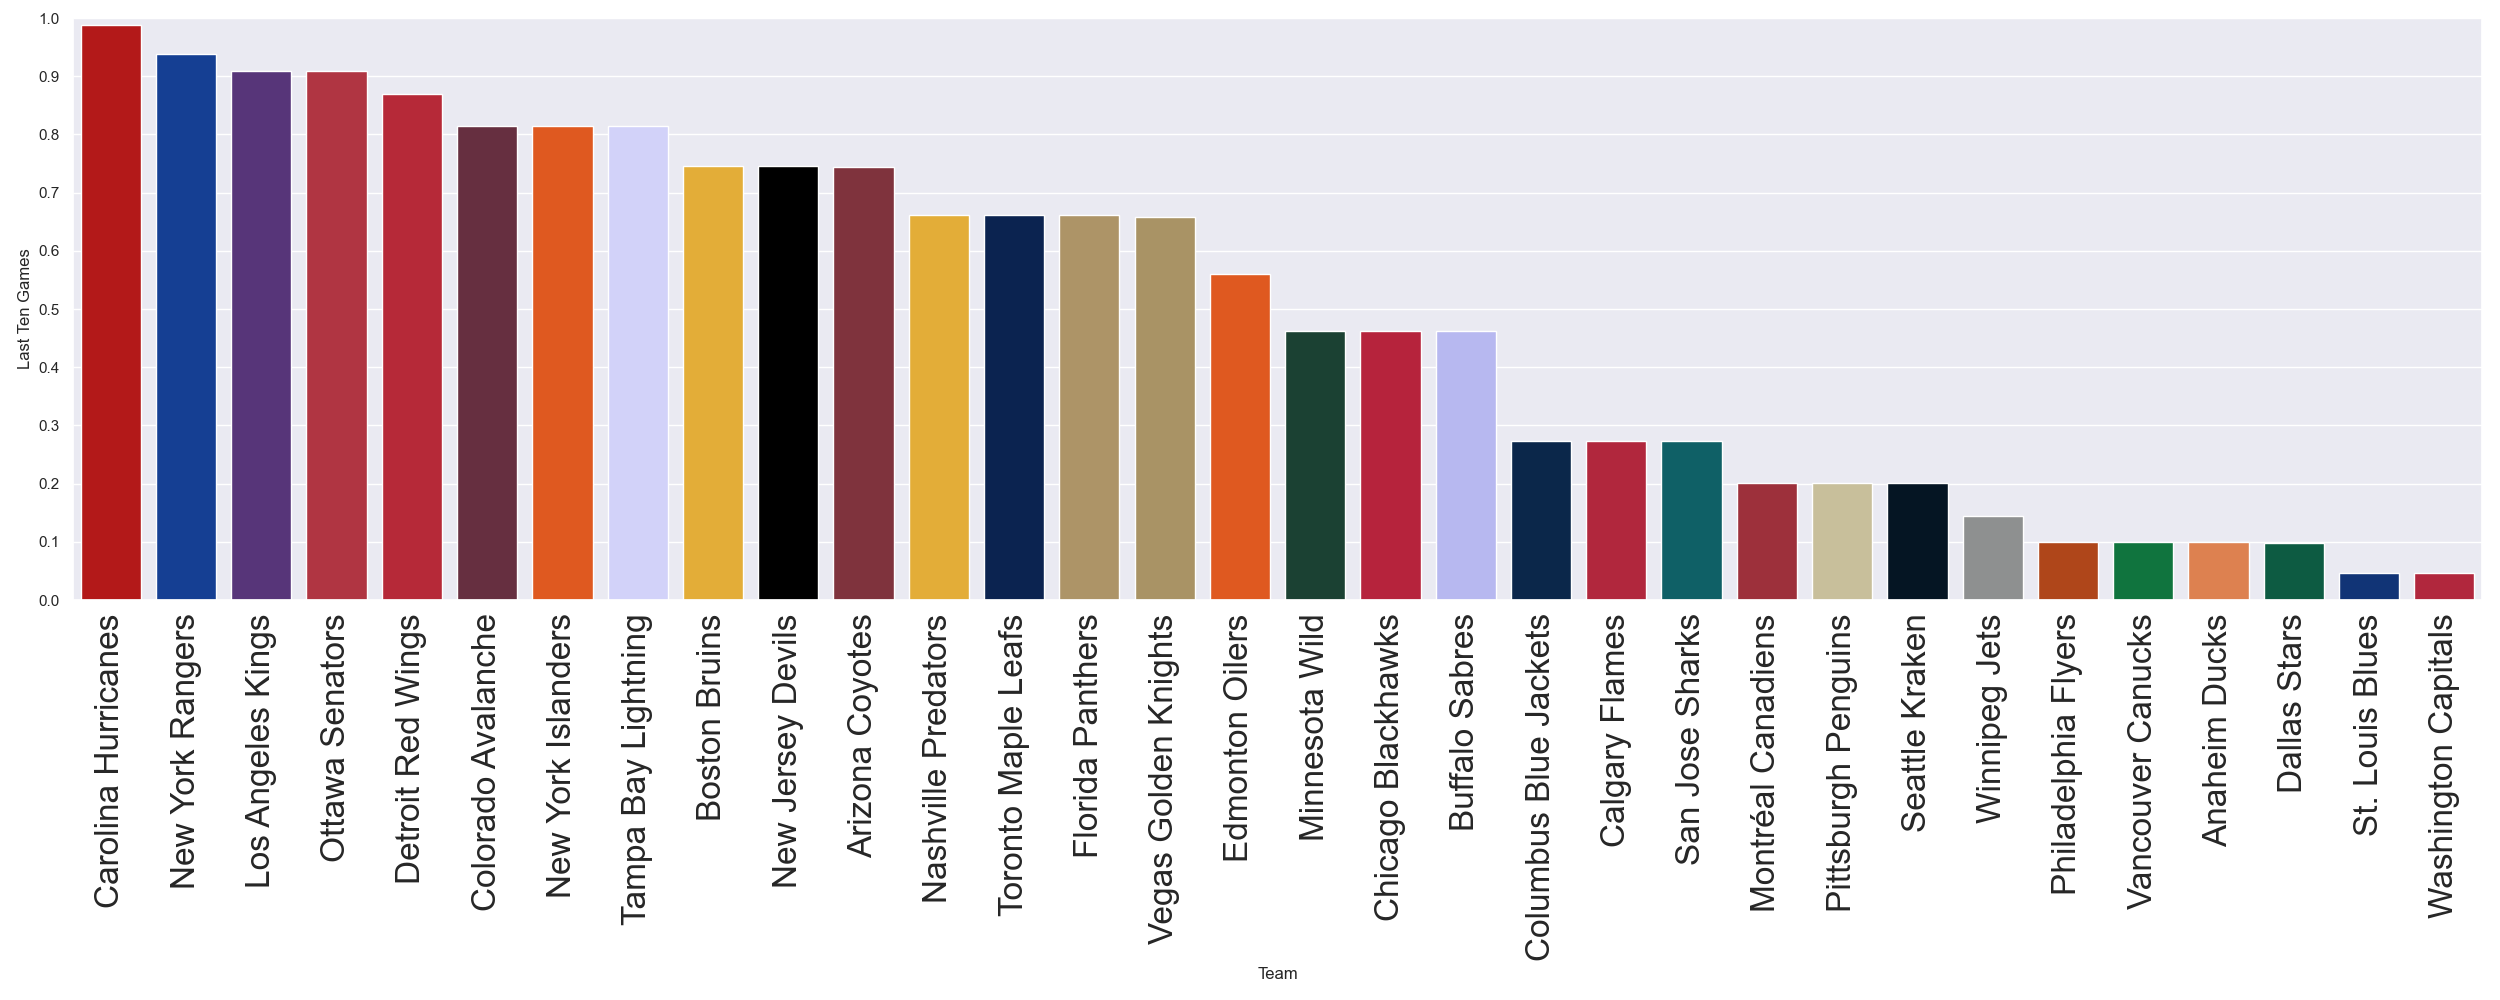 1.0
0.9
0.8
0.7
0.6
0.5
0.4
0.3
0.2
0.1
0.0
Last Ten Games
Carolina Hurricanes
New York Rangers
Los Angeles Kings
Ottawa Senators
Detroit Red Wings
Colorado Avalanche
New York Islanders
Tampa Bay Lightning
Boston Bruins
New Jersey Devils
Arizona Coyotes
Nashville Predators
Toronto Maple Leafs
Florida Panthers
Vegas Golden Knights
Edmonton Oilers
Minnesota Wild
Chicago Blackhawks
Buffalo Sabres
Columbus Blue Jackets
Calgary Flames
San Jose Sharks
Montréal Canadiens
Pittsburgh Penguins
Seattle Kraken
Winnipeg Jets
Philadelphia Flyers
Vancouver Canucks
Anaheim Ducks
Dallas Stars
St. Louis Blues
Washington Capitals
Team